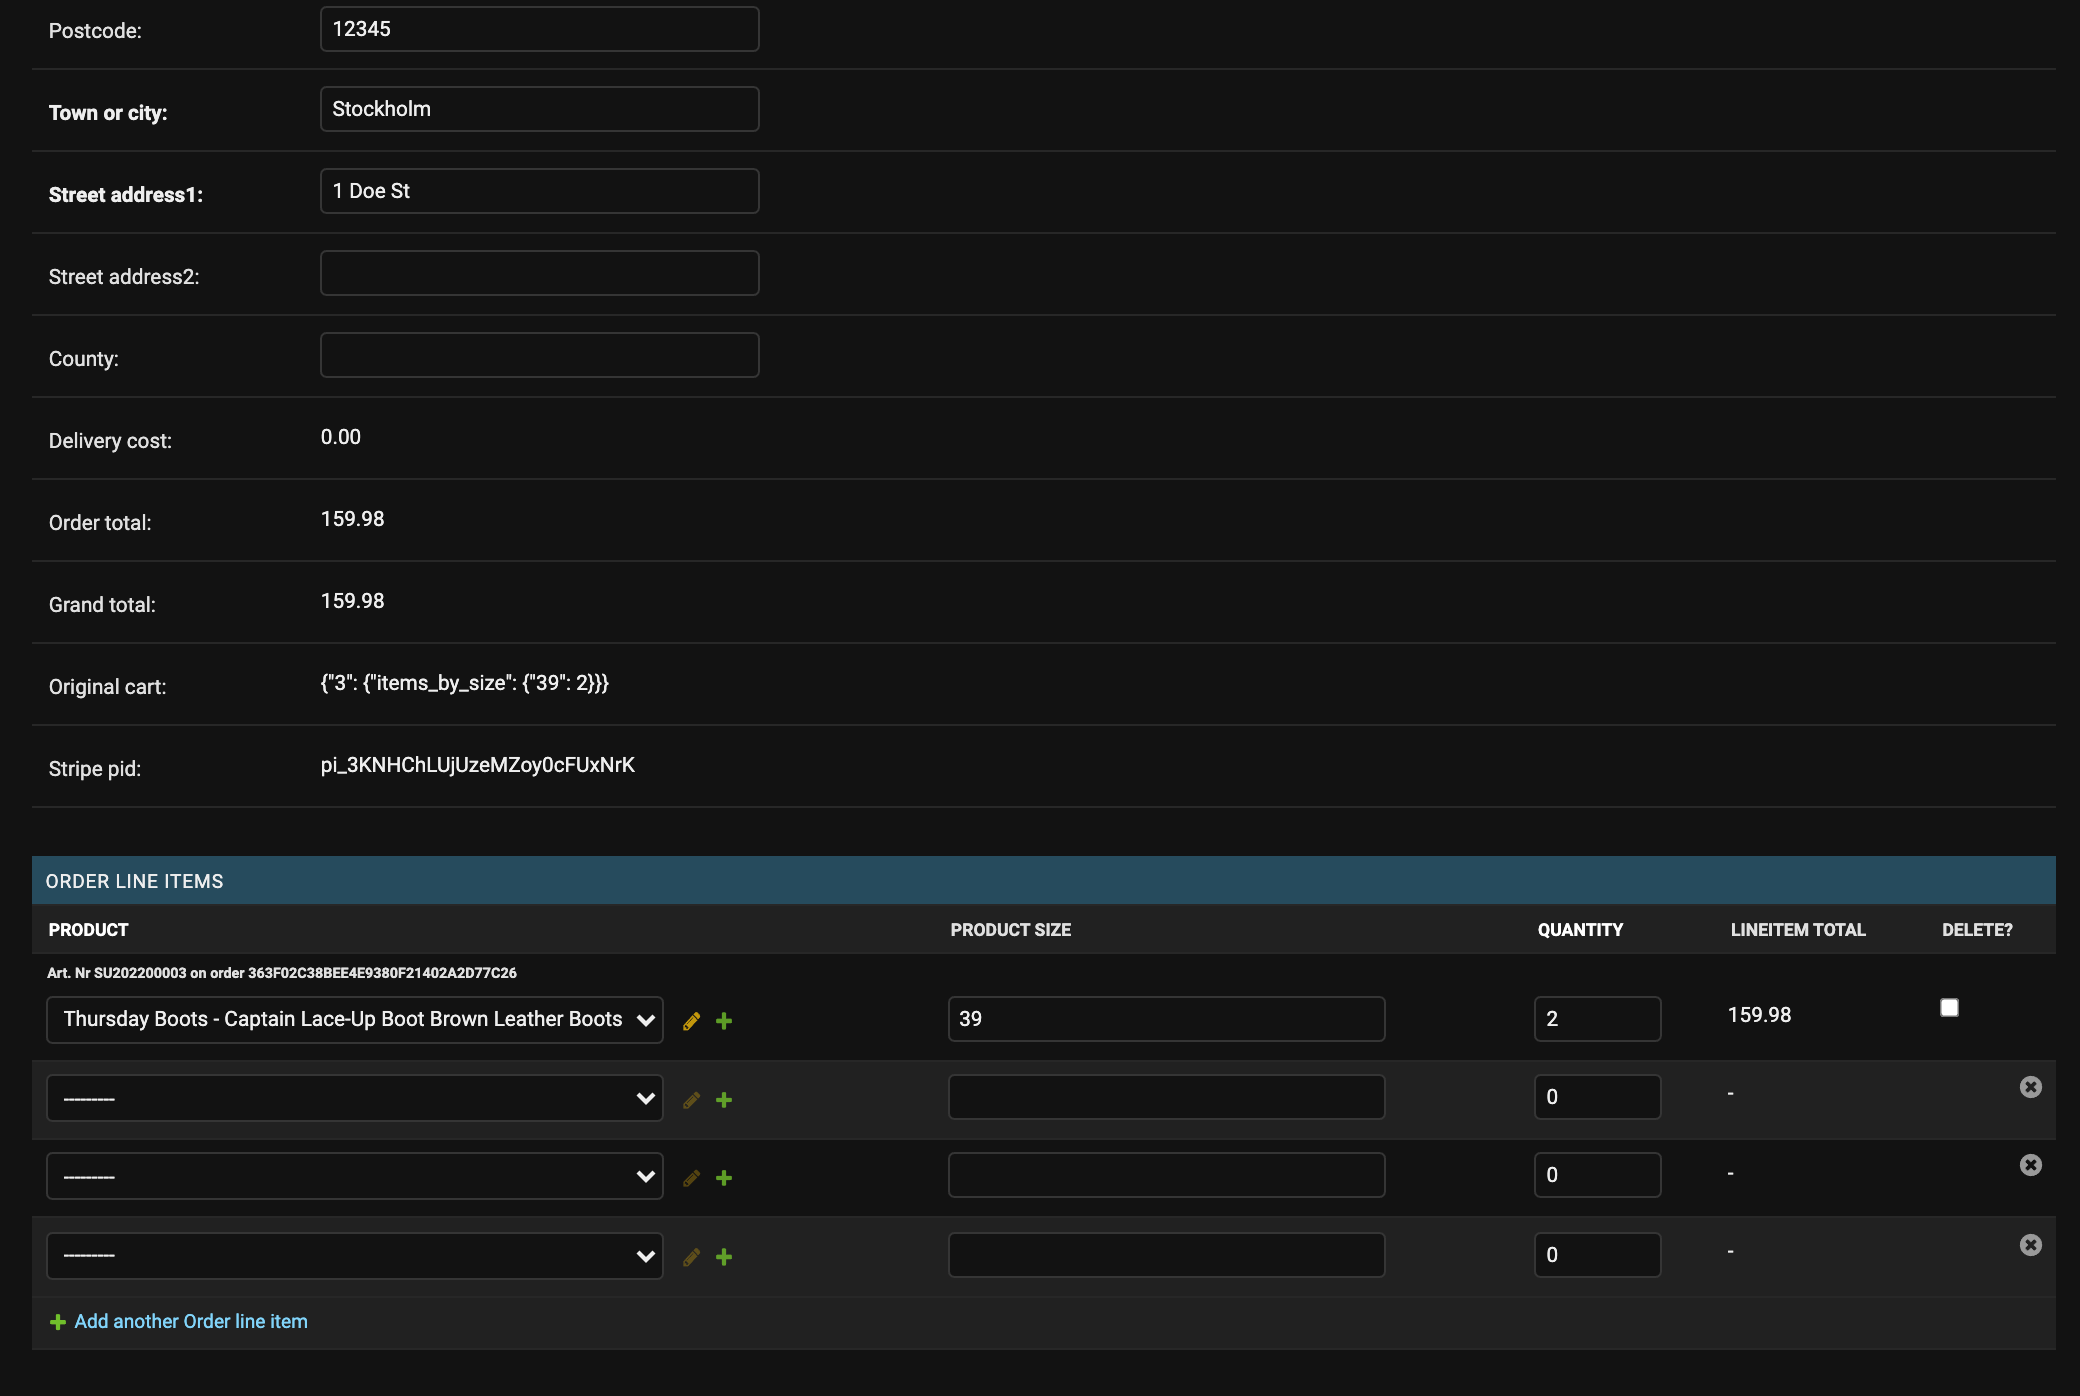 Postcode: 12345
Town or city: Stockholm
Street address1: 1 Doe St
Street address2:
County:
Delivery cost: 0.00
Order total: 159.98
Grand total: 159.98
Original cart: {"3": {"items_by_size": {"39": 2}}}
Stripe pid: pi_3KNHChLUjUzeMZoy0cFUxNrK
ORDER LINE ITEMS
PRODUCT PRODUCT SIZE QUANTITY LINEITEM TOTAL DELETE?
Art. Nr SU202200003 on order 363F02C38BEE4E9380F21402A2D77C26
Thursday Boots - Captain Lace-Up Boot Brown Leather Boots 39 2 159.98
--------- 0 -
--------- 0 -
--------- 0 -
Add another Order line item